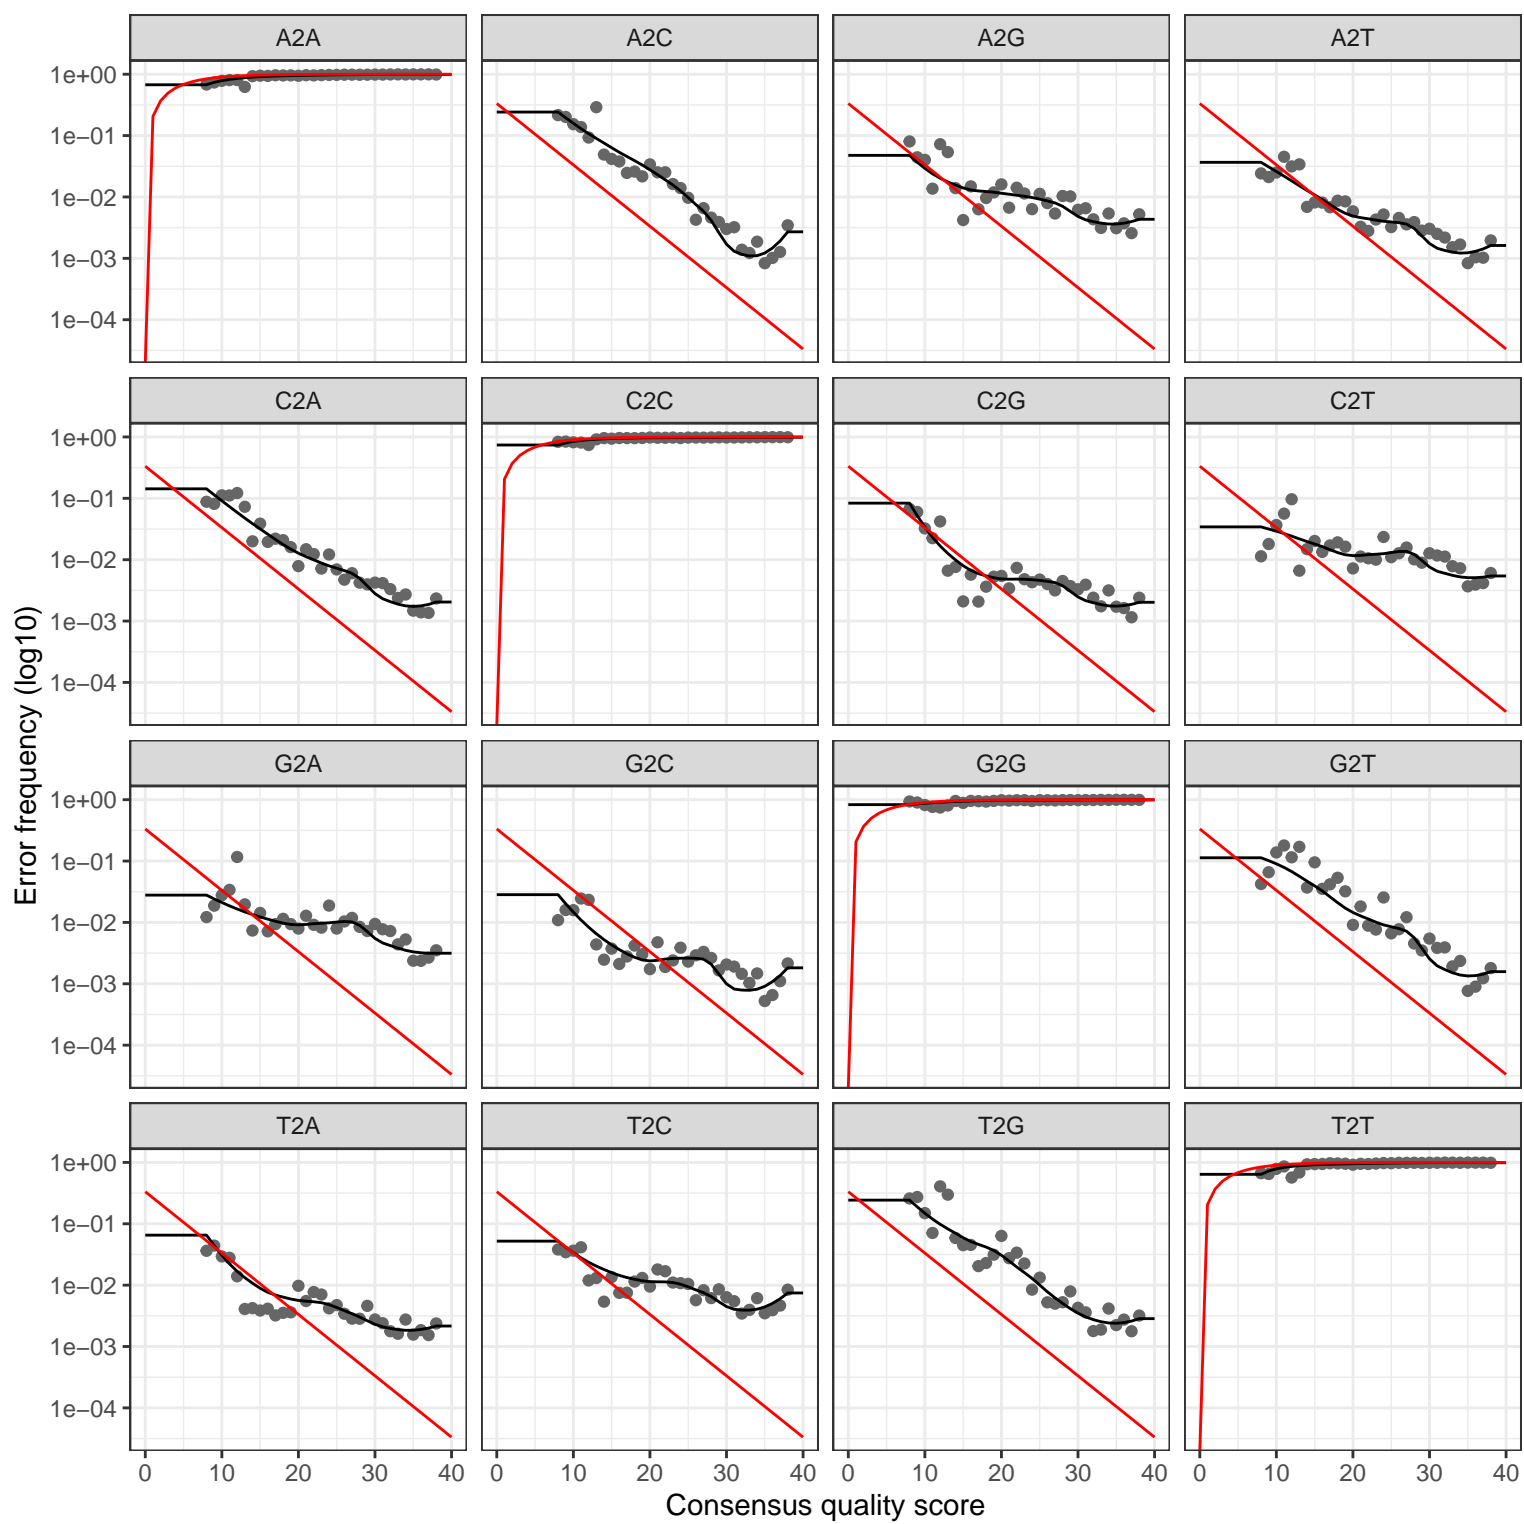 A2A A2C A2G A2T
1e+00
1e−01
1e−02
1e−03
1e−04
C2A C2C C2G C2T
1e+00
1e−01
1e−02
1e−03
1e−04
G2A G2C G2G G2T
1e+00
1e−01
1e−02
1e−03
1e−04
T2A T2C T2G T2T
1e+00
1e−01
1e−02
1e−03
1e−04
0 10 20 30 40 0 10 20 30 40 0 10 20 30 40 0 10 20 30 40
Consensus quality score
Error frequency (log10)